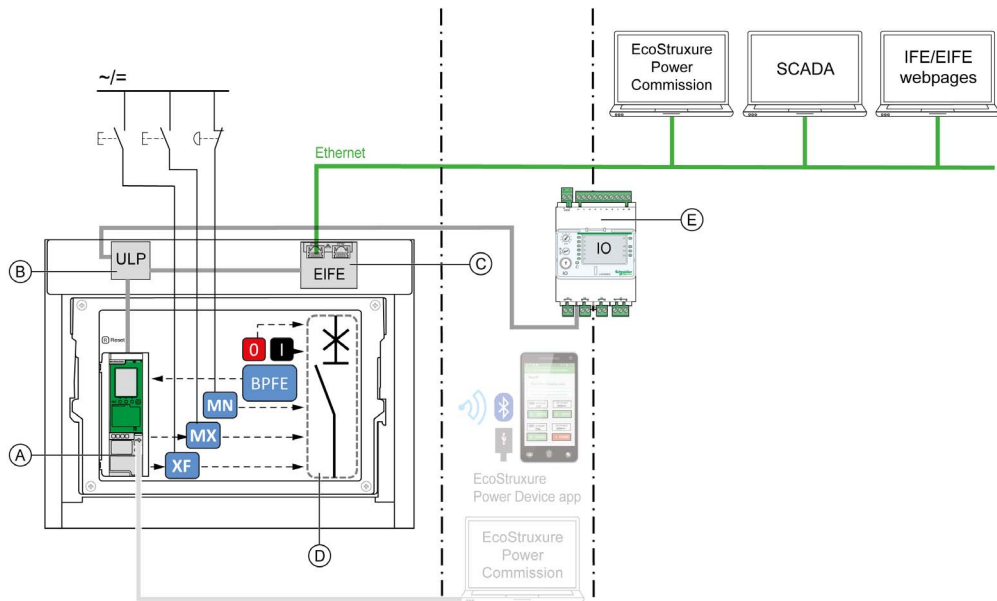 EcoStruxure
Power
Commission
SCADA
IFE/EIFE
webpages
~/=
Ethernet
E
IO
ULP
B
EIFE
C
Reset
0
I
BPFE
MN
MX
XF
A
D
EcoStruxure
Power Device app
EcoStruxure
Power
Commission